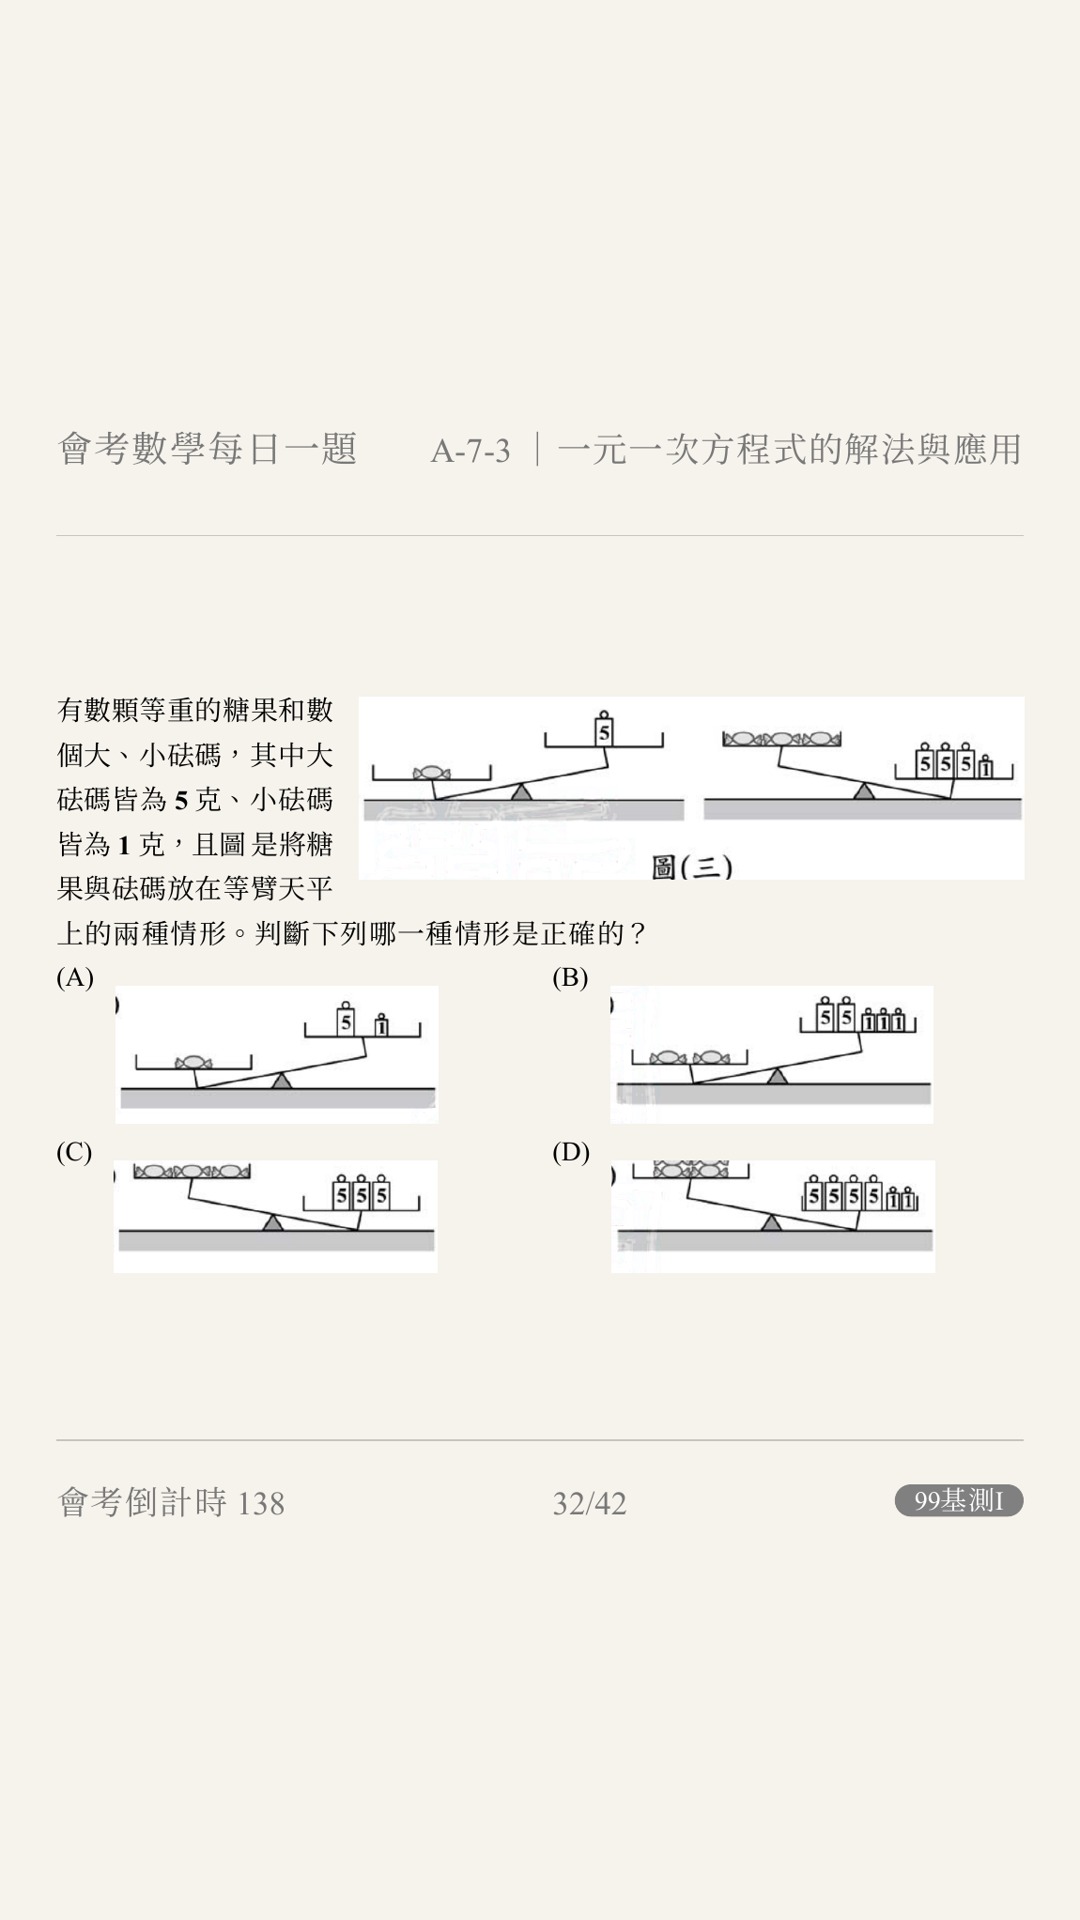 會考數學每日一題 A-7-3｜一元一次方程式的解法與應用
有數顆等重的糖果和數
個大、小砝碼，其中大
砝碼皆為 5 克、小砝碼
皆為 1 克，且圖 是將糖
果與砝碼放在等臂天平
上的兩種情形。判斷下列哪一種情形是正確的？
5
5 5 5 1
圖(三)
(A)
5 1
(B)
5 5 1 1 1
(C)
5 5 5
(D)
5 5 5 5 1 1
會考倒計時 138 32/42 99基測I